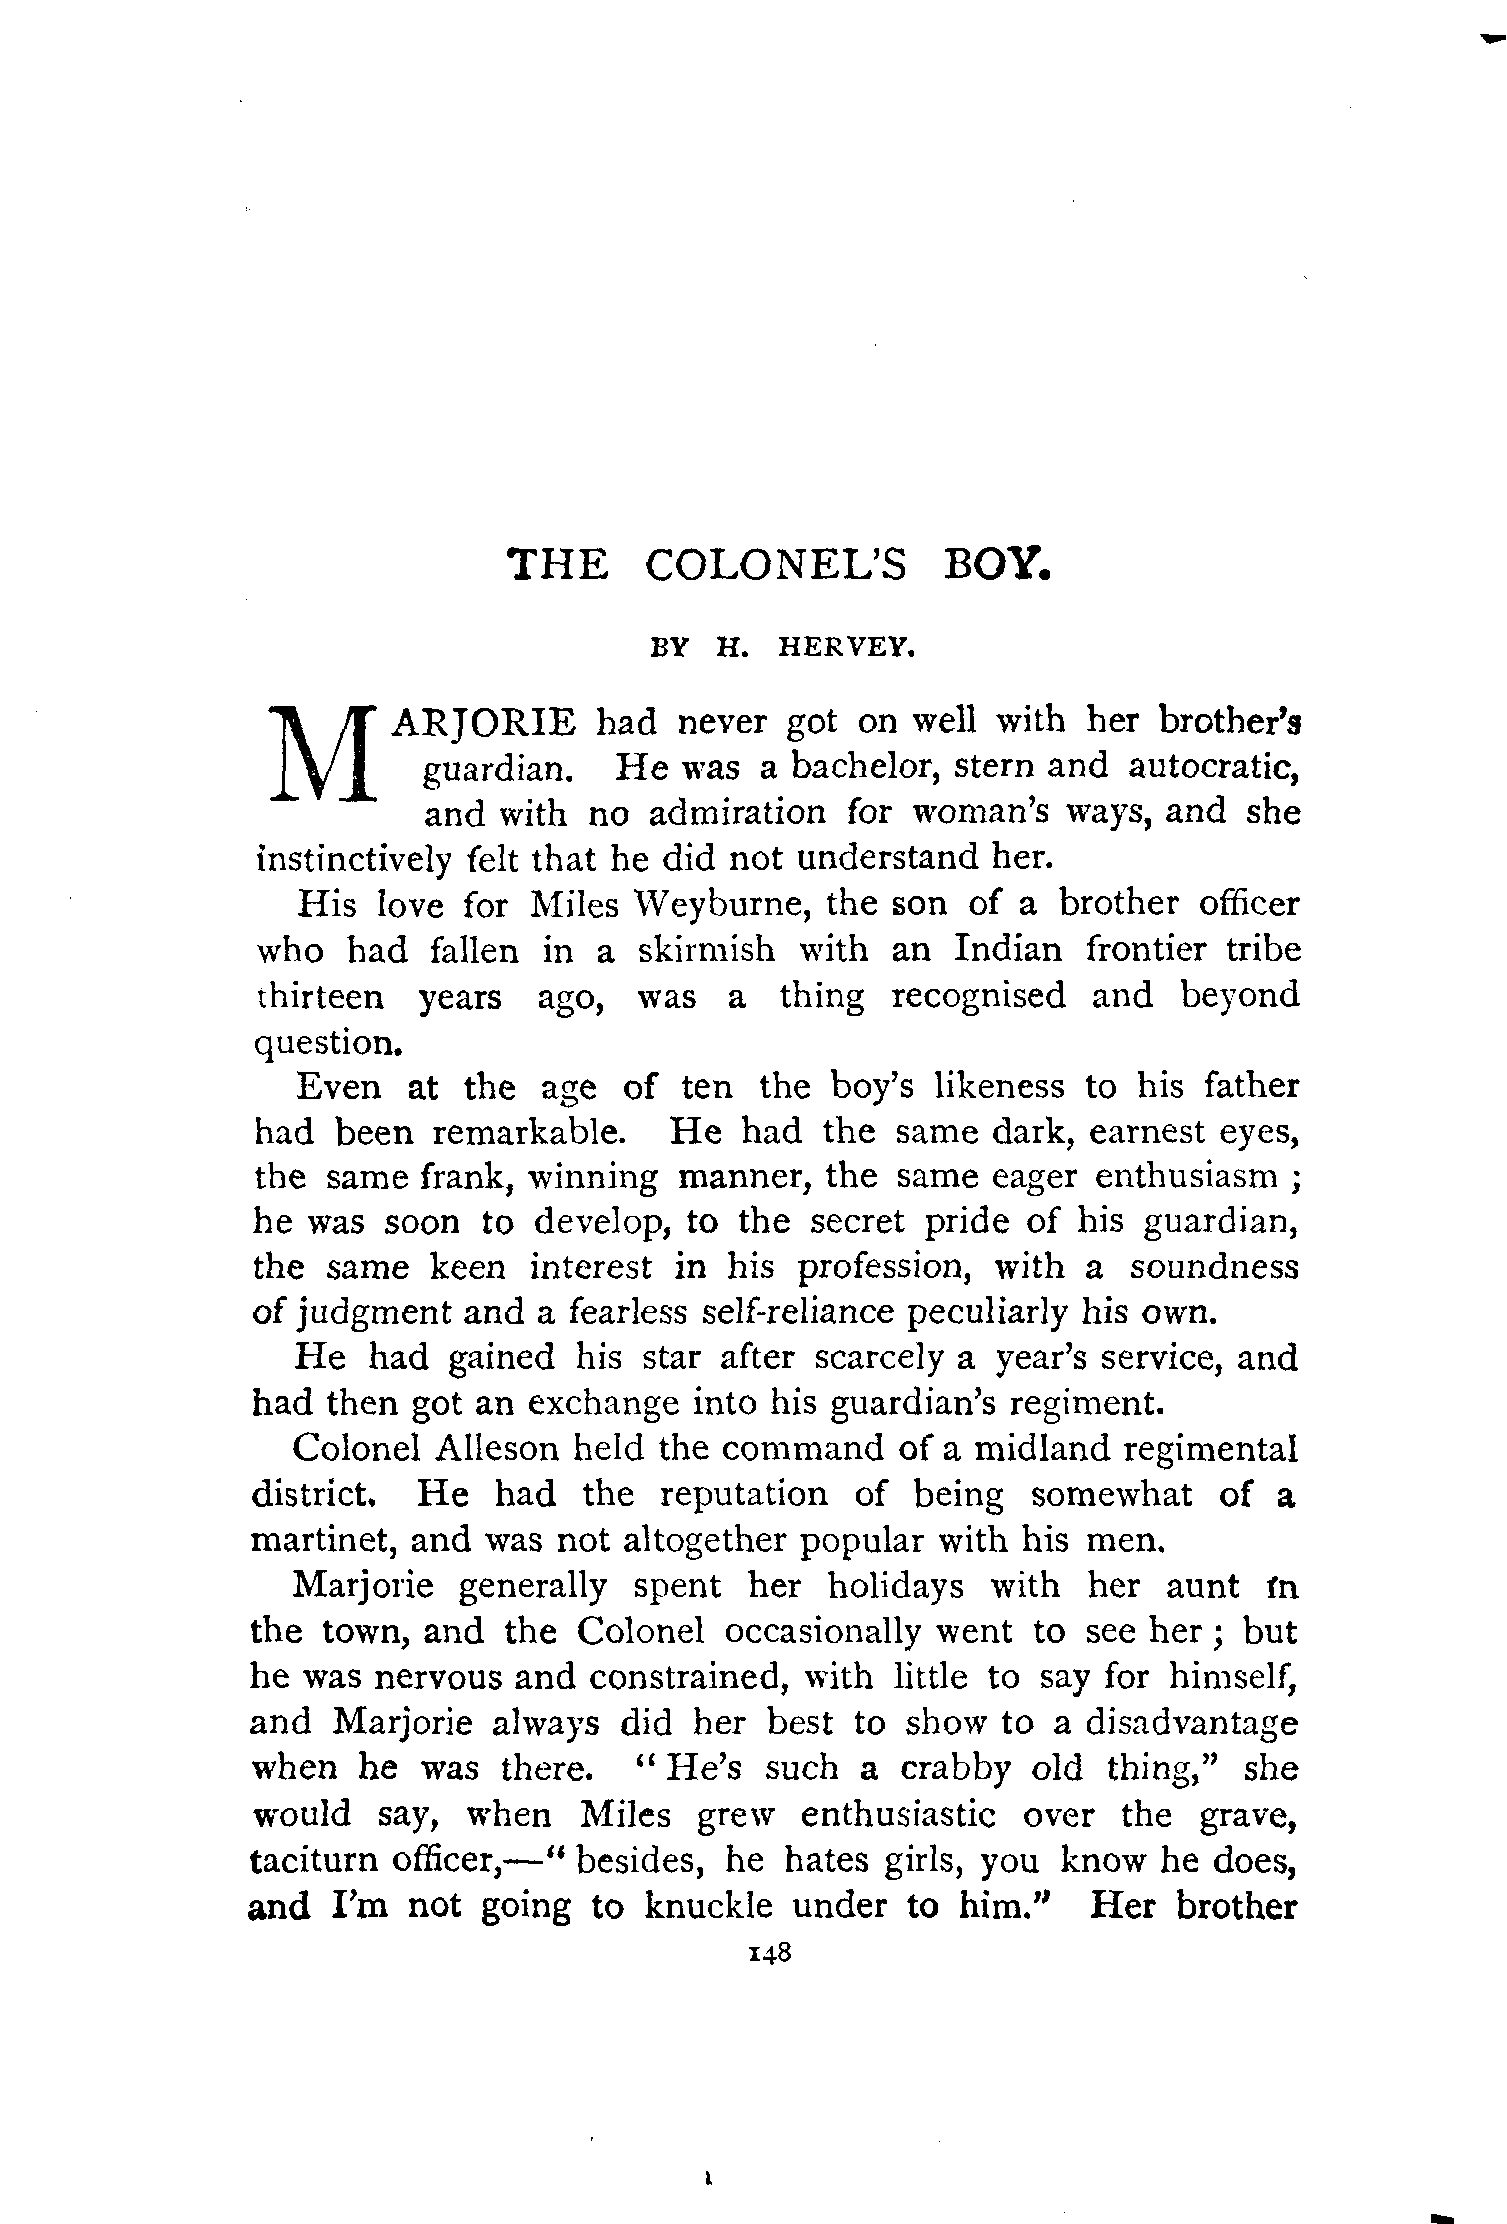 THE COLONEL'S BOY.
BY H. HERVEY.
MARJORIE had never got on well with her brother's
guardian. He was a bachelor, stern and autocratic,
and with no admiration for woman's ways, and she
instinctively felt that he did not understand her.
His love for Miles Weyburne, the son of a brother officer
who had fallen in a skirmish with an Indian frontier tribe
thirteen years ago, was a thing recognised and beyond
question.
Even at the age of ten the boy's likeness to his father
had been remarkable. He had the same dark, earnest eyes,
the same frank, winning manner, the same eager enthusiasm ;
he was soon to develop, to the secret pride of his guardian,
the same keen interest in his profession, with a soundness
of judgment and a fearless self-reliance peculiarly his own.
He had gained his star after scarcely a year's service, and
had then got an exchange into his guardian's regiment.
Colonel Alleson held the command of a midland regimental
district. He had the reputation of being somewhat of a
martinet, and was not altogether popular with his men.
Marjorie generally spent her holidays with her aunt in
the town, and the Colonel occasionally went to see her ; but
he was nervous and constrained, with little to say for himself,
and Marjorie always did her best to show to a disadvantage
when he was there. "He's such a crabby old thing," she
would say, when Miles grew enthusiastic over the grave,
taciturn officer,—"besides, he hates girls, you know he does,
and I'm not going to knuckle under to him." Her brother
148